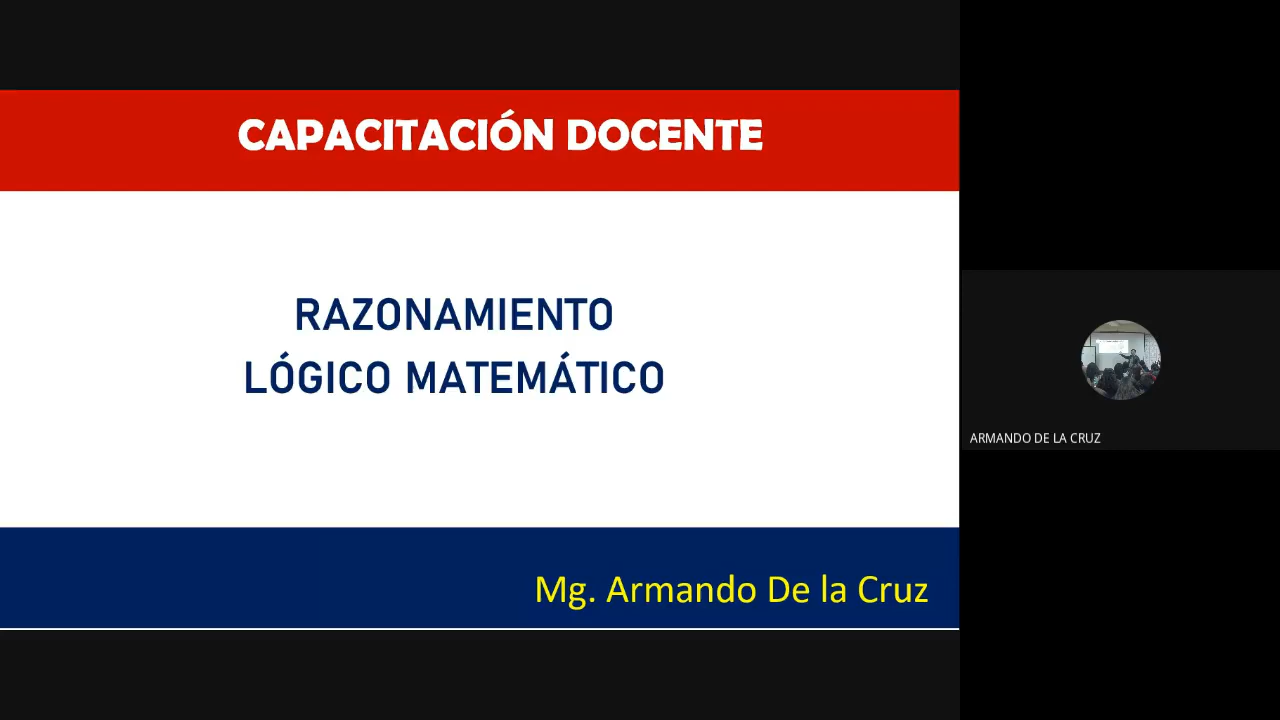 CAPACITACIÓN DOCENTE
RAZONAMIENTO
LÓGICO MATEMÁTICO
Mg. Armando De la Cruz
ARMANDO DE LA CRUZ